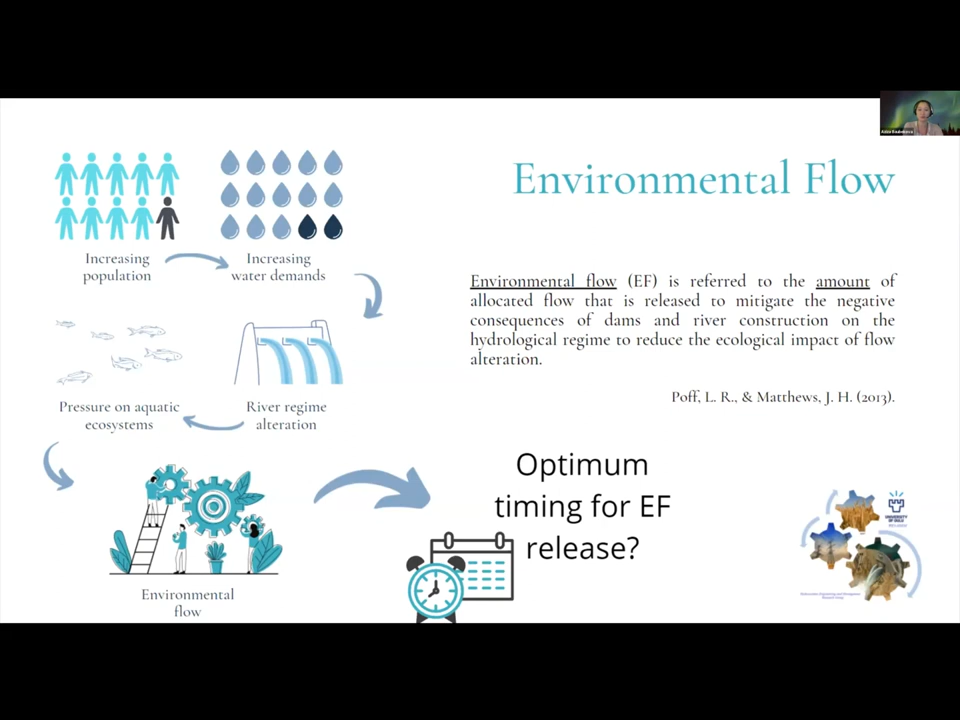 Environmental Flow
Increasing
population
Increasing
water demands
Environmental flow (EF) is referred to the amount of
allocated flow that is released to mitigate the negative
consequences of dams and river construction on the
hydrological regime to reduce the ecological impact of flow
alteration.
Poff, L. R., & Matthews, J. H. (2013).
Pressure on aquatic
ecosystems
River regime
alteration
Optimum
timing for EF
release?
Environmental
flow
UNIVERSITY
OF OULU